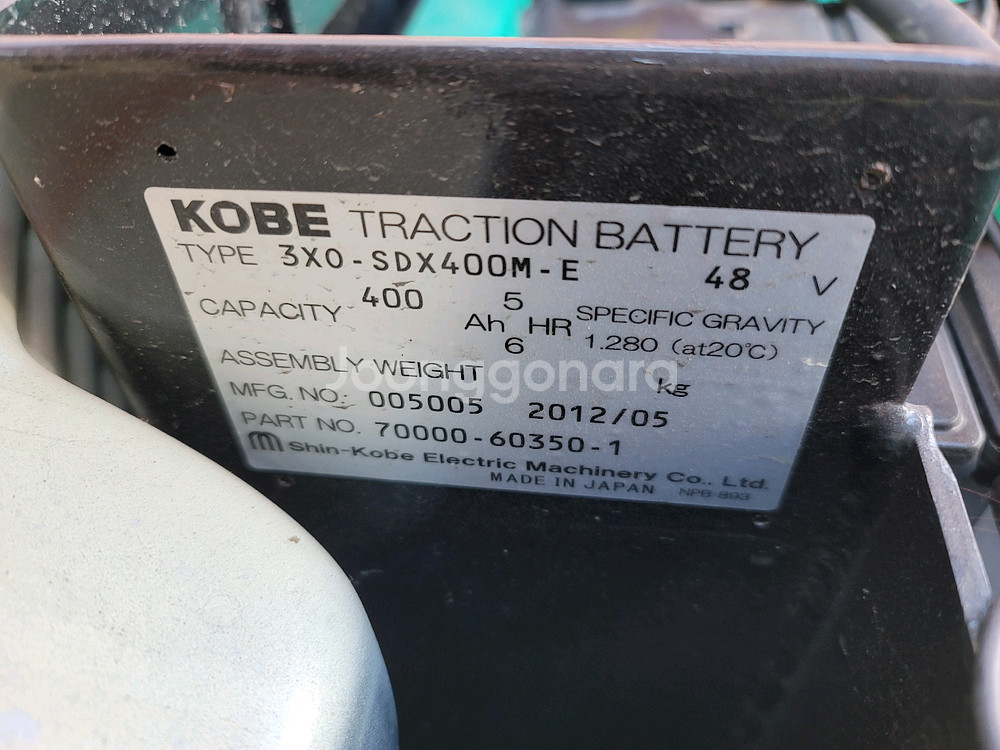 KOBE TRACTION BATTERY
TYPE 3X0-SDX400M-E 48 V
CAPACITY 400 Ah 5 HR SPECIFIC GRAVITY
6 1.280 (at20℃)
ASSEMBLY WEIGHT kg
Joonggonara
MFG. NO: 005005 2012/05
PART NO. 70000-60350-1
Shin-Kobe Electric Machinery Co., Ltd.
MADE IN JAPAN NPB-893